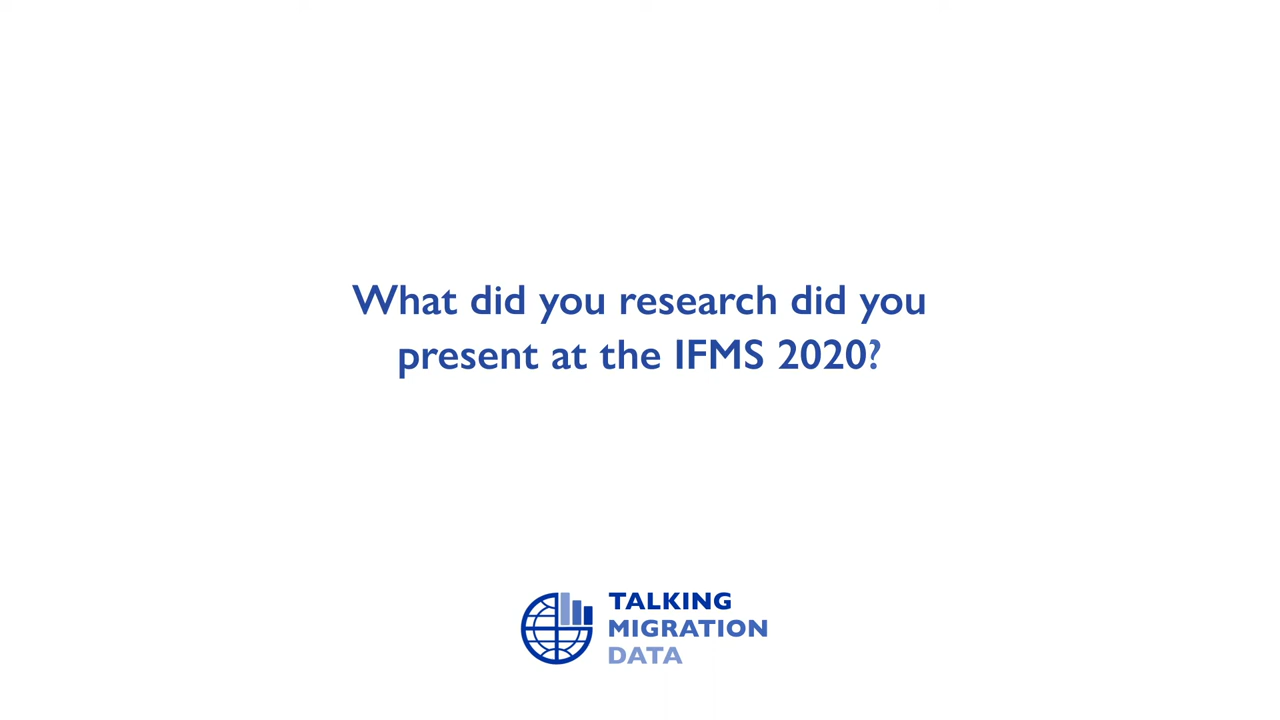 What did you research did you
present at the IFMS 2020?
TALKING
MIGRATION
DATA